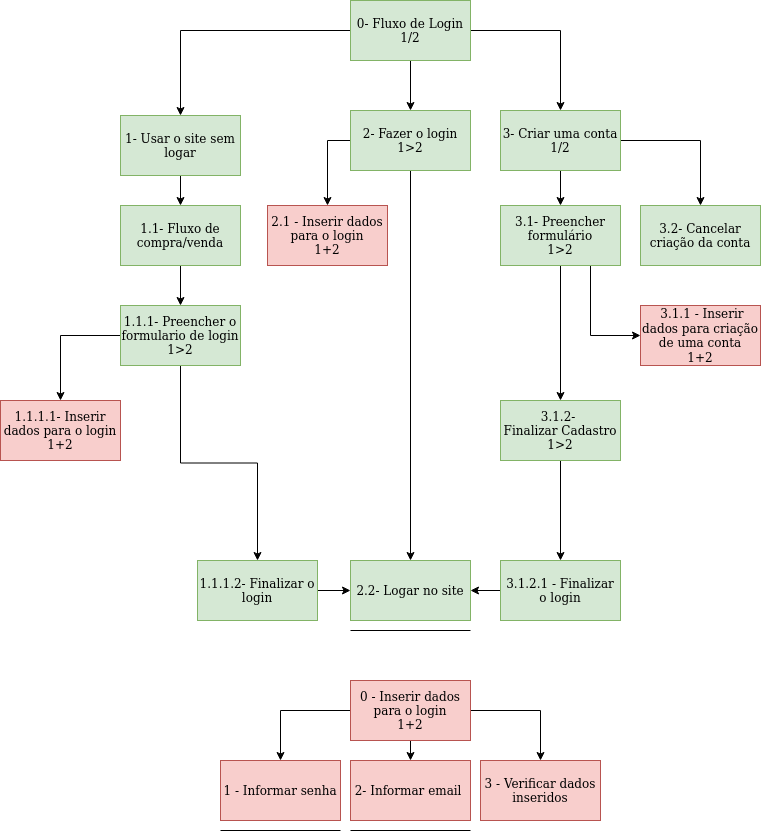 0- Fluxo de Login
1/2
1- Usar o site sem
logar
2- Fazer o login
1>2
3- Criar uma conta
1/2
1.1- Fluxo de
compra/venda
2.1 - Inserir dados
para o login
1+2
3.1- Preencher
formulário
1>2
3.2- Cancelar
criação da conta
1.1.1- Preencher o
formulario de login
1>2
3.1.1 - Inserir
dados para criação
de uma conta
1+2
1.1.1.1- Inserir
dados para o login
1+2
3.1.2-
Finalizar Cadastro
1>2
1.1.1.2- Finalizar o
login
2.2- Logar no site
3.1.2.1 - Finalizar
o login
0 - Inserir dados
para o login
1+2
1 - Informar senha
2- Informar email
3 - Verificar dados
inseridos